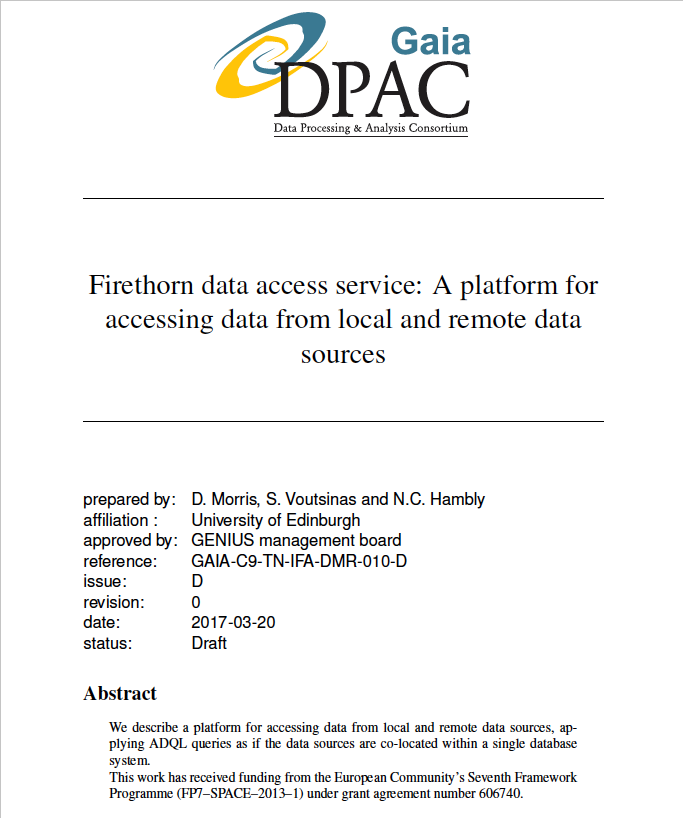 Gaia
DPAC
Data Processing & Analysis Consortium
Firethorn data access service: A platform for
accessing data from local and remote data
sources
prepared by: D. Morris, S. Voutsinas and N.C. Hambly
affiliation : University of Edinburgh
approved by: GENIUS management board
reference: GAIA-C9-TN-IFA-DMR-010-D
issue: D
revision: 0
date: 2017-03-20
status: Draft
Abstract
We describe a platform for accessing data from local and remote data sources, ap-
plying ADQL queries as if the data sources are co-located within a single database
system.
This work has received funding from the European Community’s Seventh Framework
Programme (FP7–SPACE–2013–1) under grant agreement number 606740.